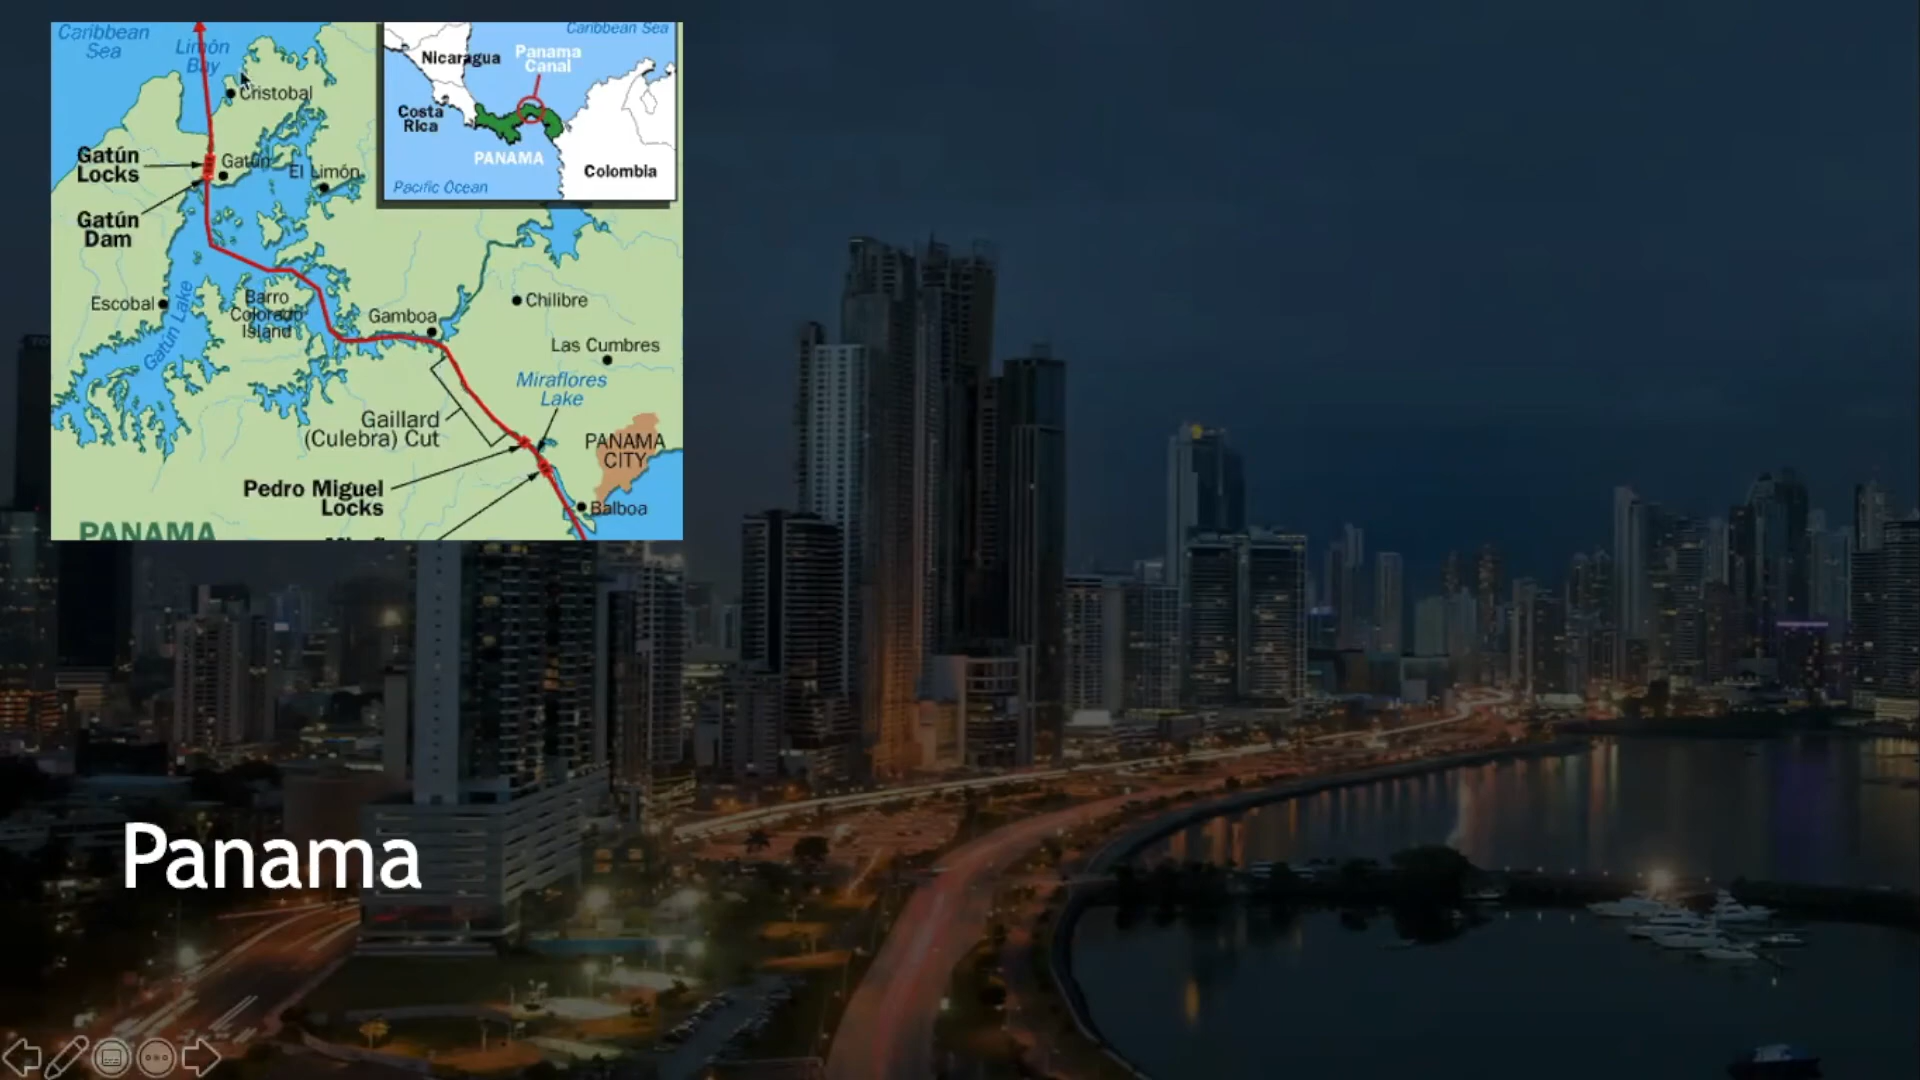 Caribbean
Sea
Limón
Bay
Cristobal
Gatún
Locks
Gatún
El Limón
Gatún
Dam
Caribbean Sea
Nicaragua
Panama
Canal
Costa
Rica
PANAMA
Colombia
Pacific Ocean
Escobal
Gatún Lake
Barro
Colorado
Island
Gamboa
Chilibre
Las Cumbres
Miraflores
Lake
Gaillard
(Culebra) Cut
PANAMA
CITY
Pedro Miguel
Locks
Balboa
PANAMA
Panama